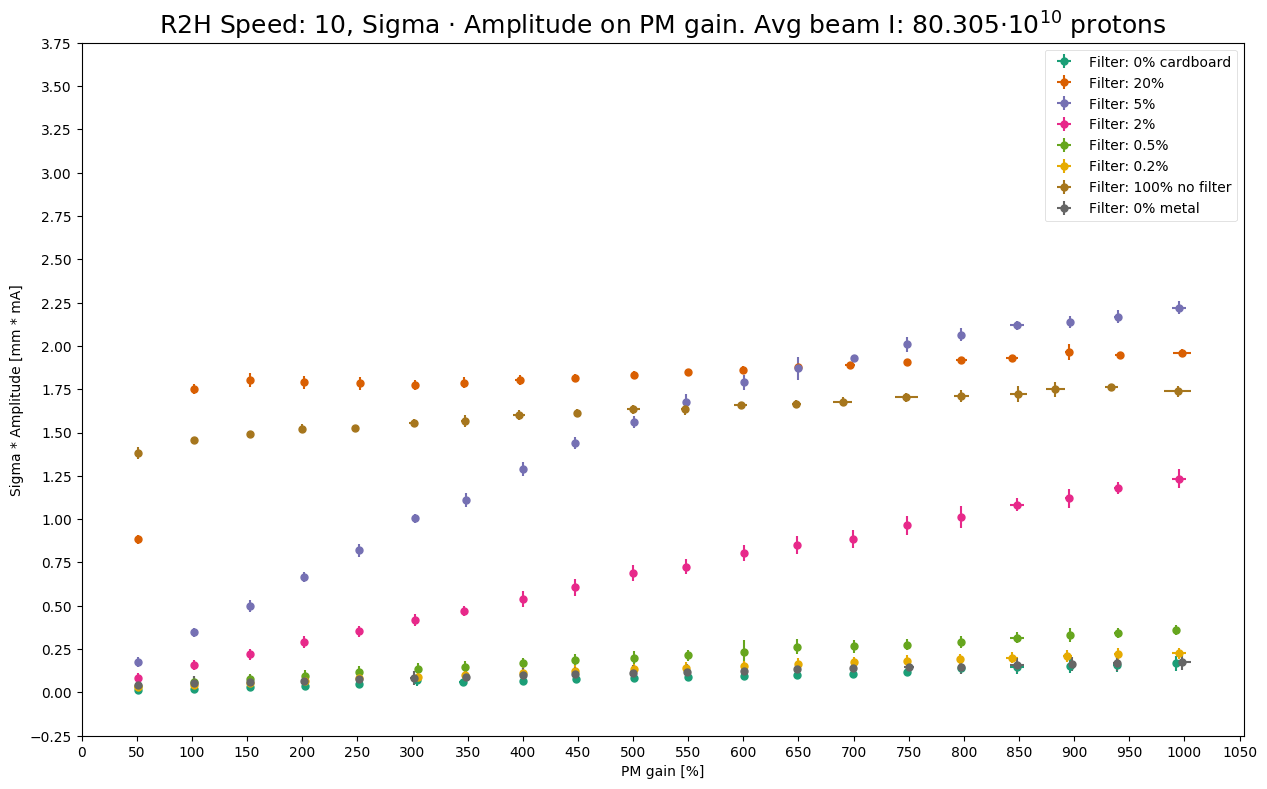 R2H Speed: 10, Sigma · Amplitude on PM gain. Avg beam I: 80.305·10^10 protons
3.75
3.50
3.25
3.00
2.75
2.50
2.25
2.00
1.75
1.50
1.25
1.00
0.75
0.50
0.25
0.00
−0.25
Sigma * Amplitude [mm * mA]
Filter: 0% cardboard
Filter: 20%
Filter: 5%
Filter: 2%
Filter: 0.5%
Filter: 0.2%
Filter: 100% no filter
Filter: 0% metal
0 50 100 150 200 250 300 350 400 450 500 550 600 650 700 750 800 850 900 950 1000 1050
PM gain [%]